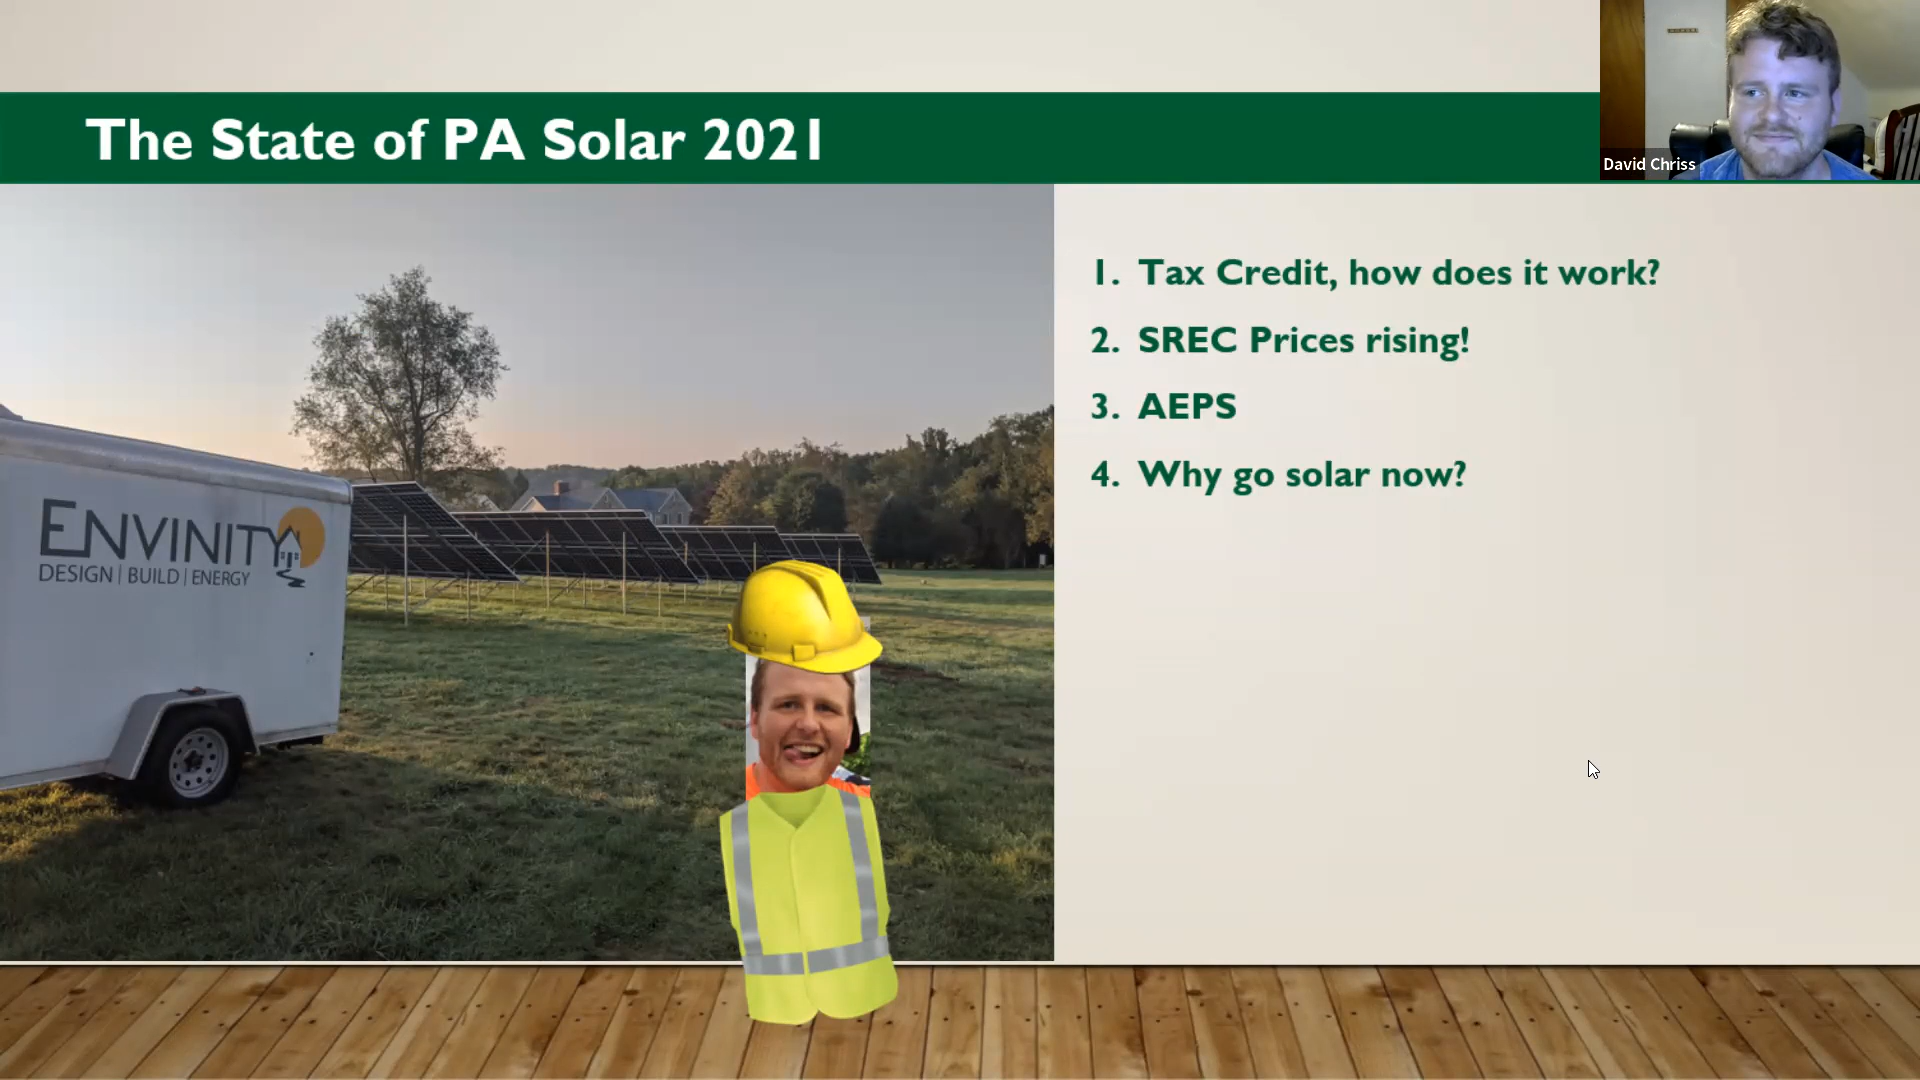 The State of PA Solar 2021
David Chriss
1. Tax Credit, how does it work?
2. SREC Prices rising!
3. AEPS
4. Why go solar now?
ENVINITY
DESIGN | BUILD | ENERGY